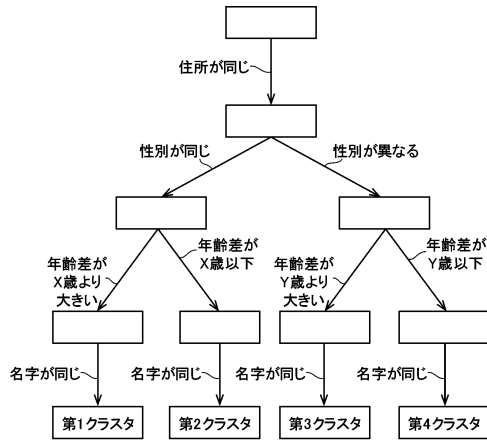 住所が同じ
性別が同じ
性別が異なる
年齢差が
X歳より
大きい
年齢差が
X歳以下
年齢差が
Y歳より
大きい
年齢差が
Y歳以下
名字が同じ
名字が同じ
名字が同じ
名字が同じ
第1クラスタ
第2クラスタ
第3クラスタ
第4クラスタ